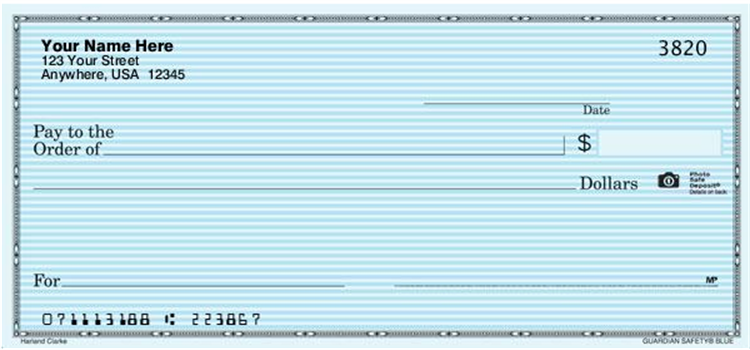 Your Name Here
3820
123 Your Street
Anywhere, USA 12345
Date
Pay to the
Order of
$
Dollars
Photo
Safe
Deposit®
Details on back
For
MP
071113188 ⑆ 223867
Harland Clarke
GUARDIAN SAFETY® BLUE